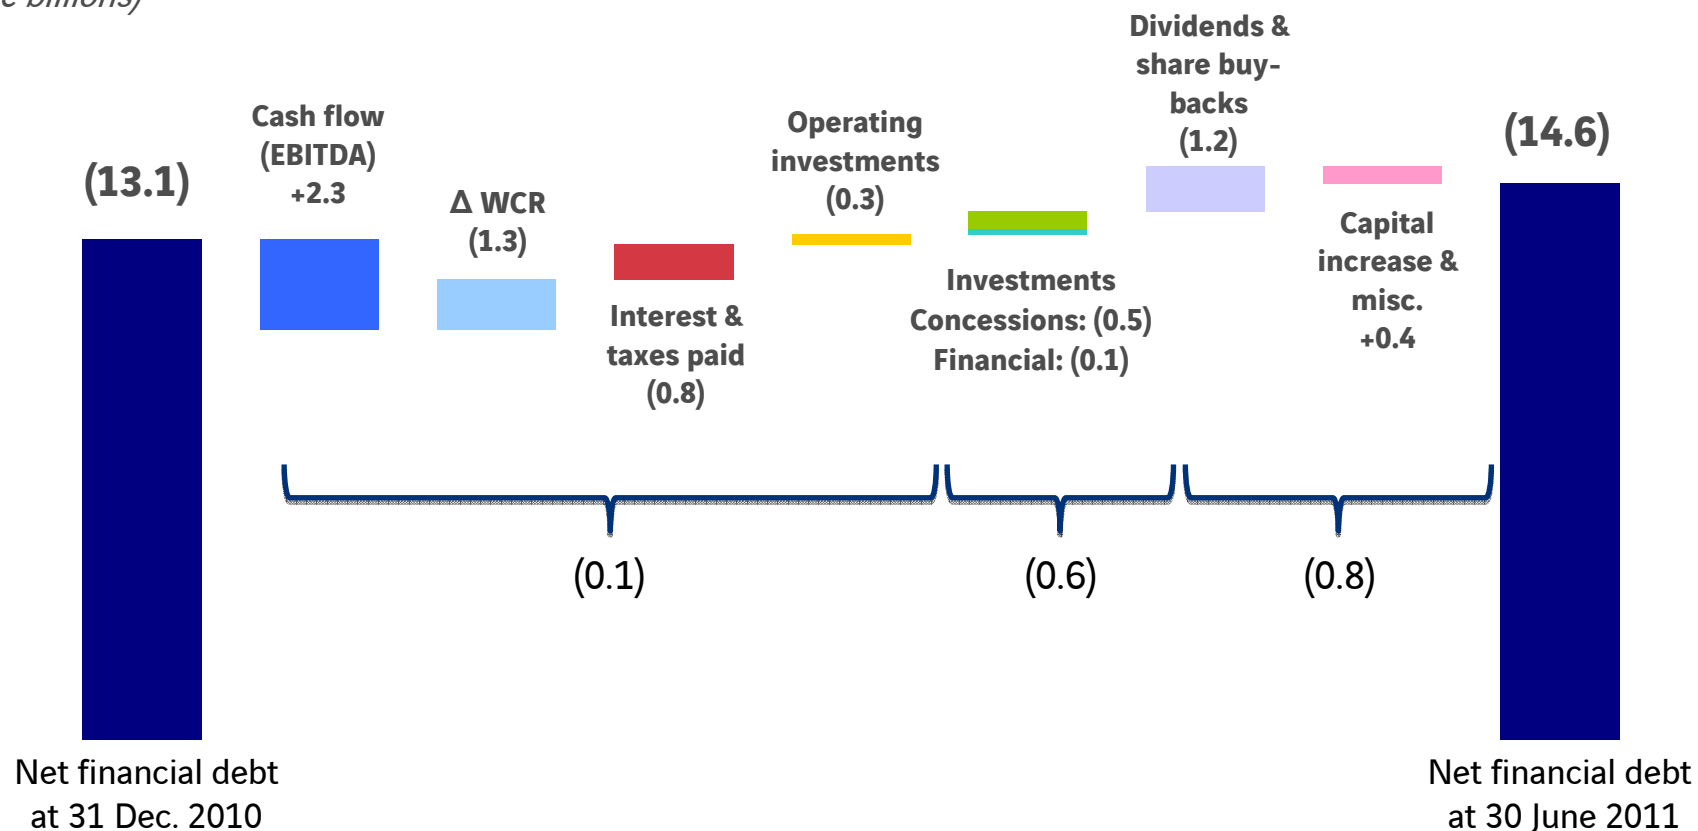 billions)
(13.1)
Cash flow
(EBITDA)
+2.3
Δ WCR
(1.3)
Interest &
taxes paid
(0.8)
Operating
investments
(0.3)
Investments
Concessions: (0.5)
Financial: (0.1)
Dividends &
share buy-
backs
(1.2)
Capital
increase &
misc.
+0.4
(14.6)
(0.1)
(0.6)
(0.8)
Net financial debt
at 31 Dec. 2010
Net financial debt
at 30 June 2011